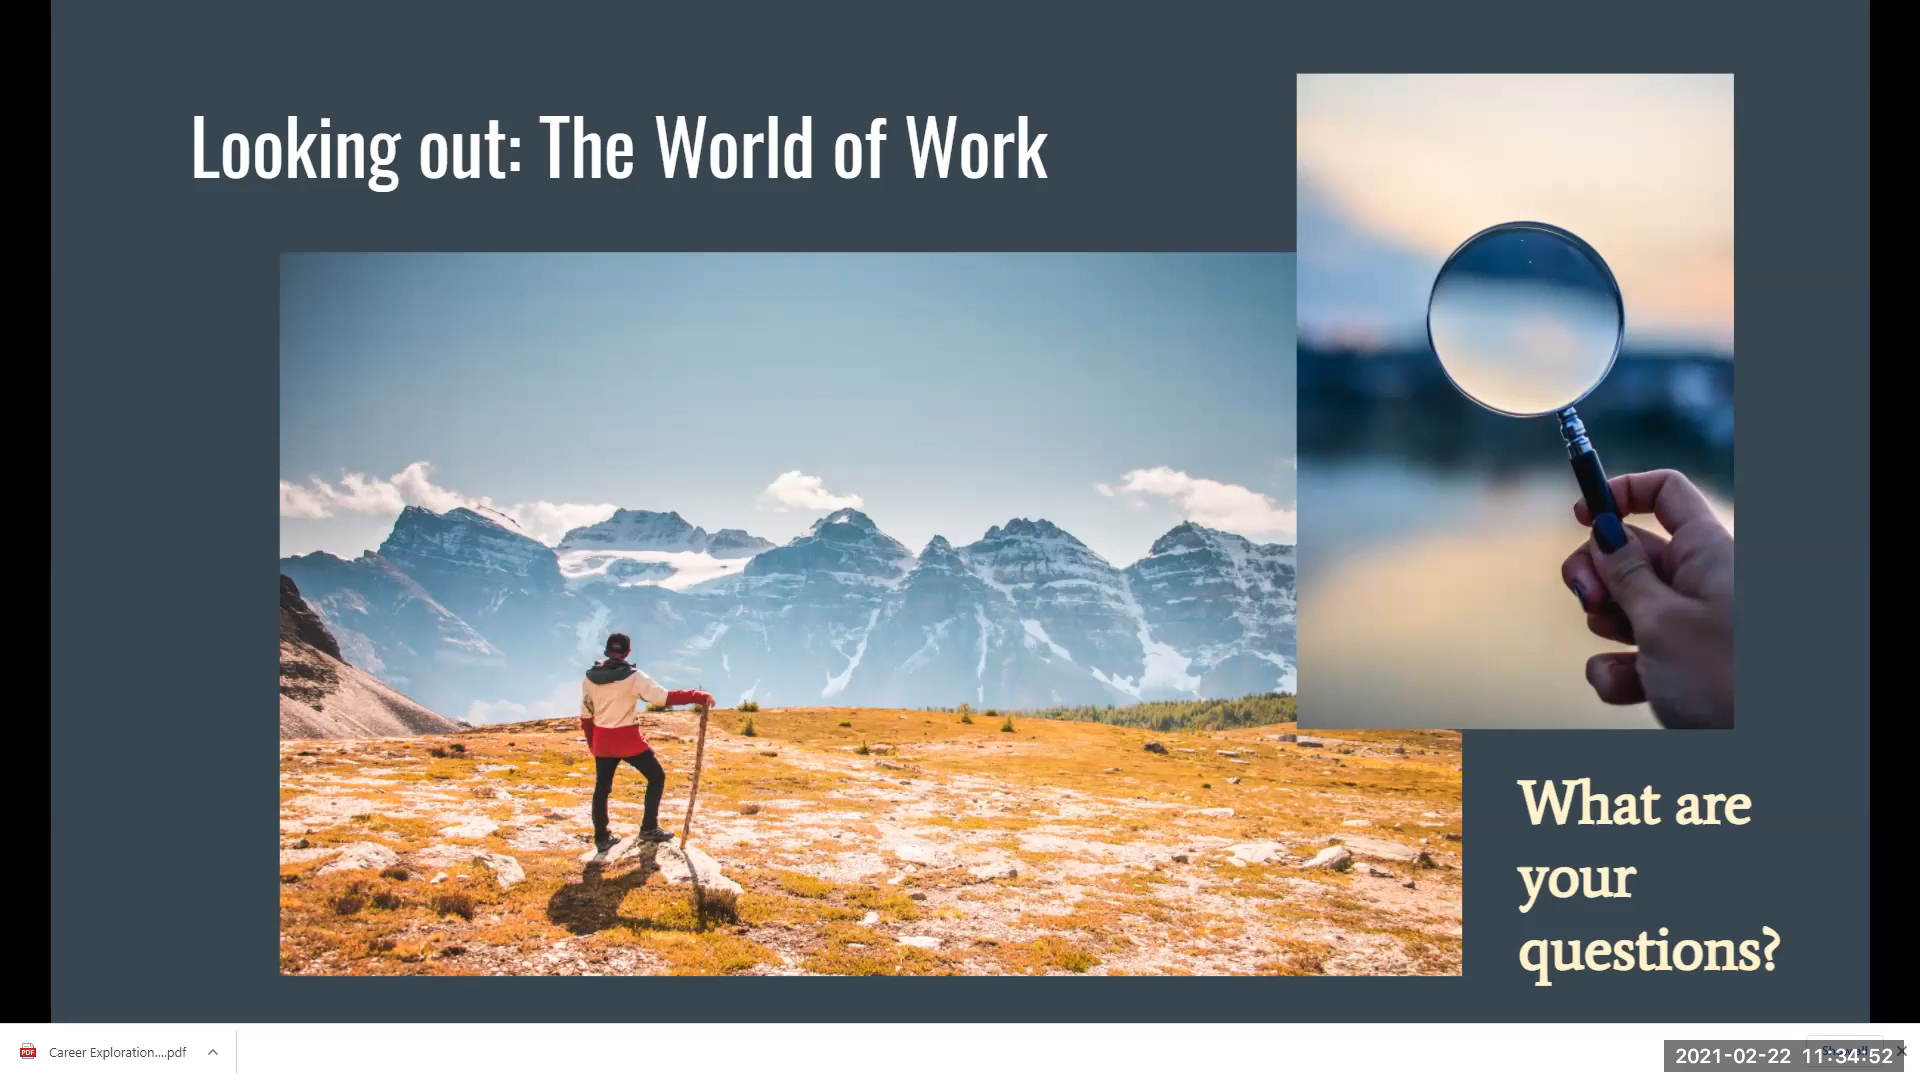 Looking out: The World of Work
What are
your
questions?
PDF
Career Exploration....pdf
2021-02-22 11:34:52